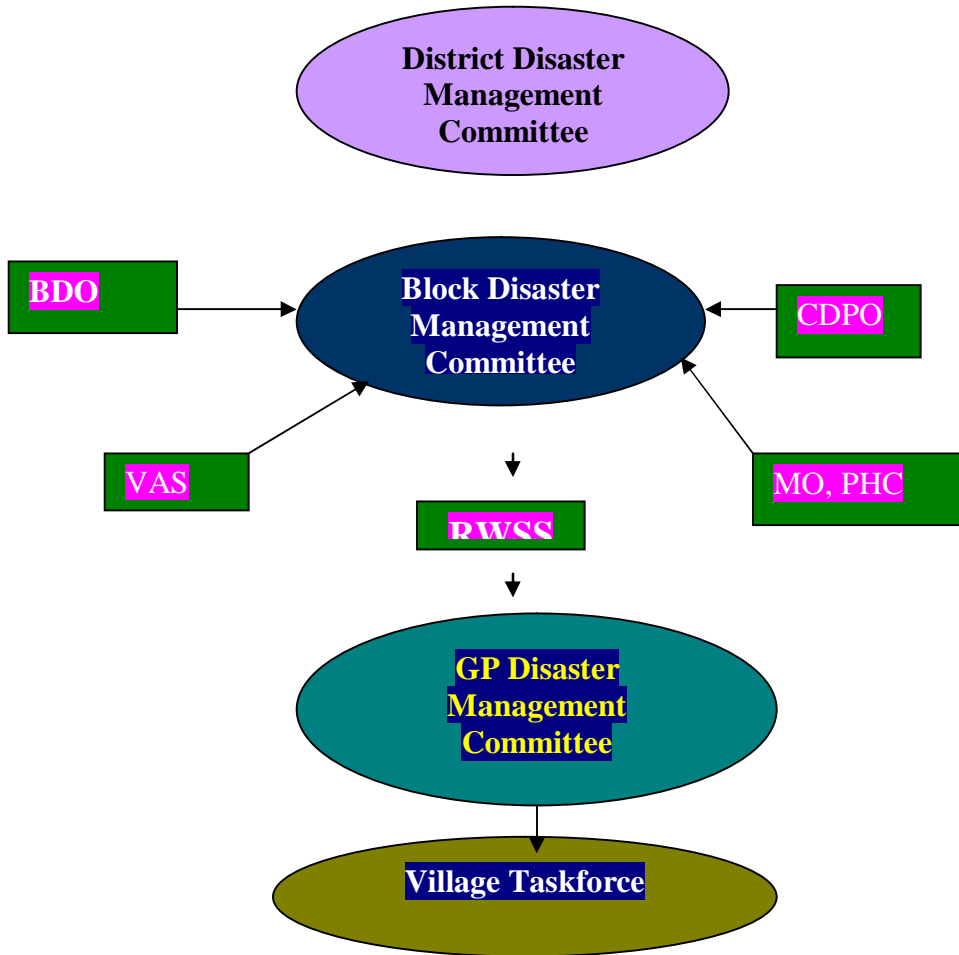 District Disaster
Management
Committee
BDO
Block Disaster
Management
Committee
CDPO
VAS
MO, PHC
RWSS
GP Disaster
Management
Committee
Village Taskforce